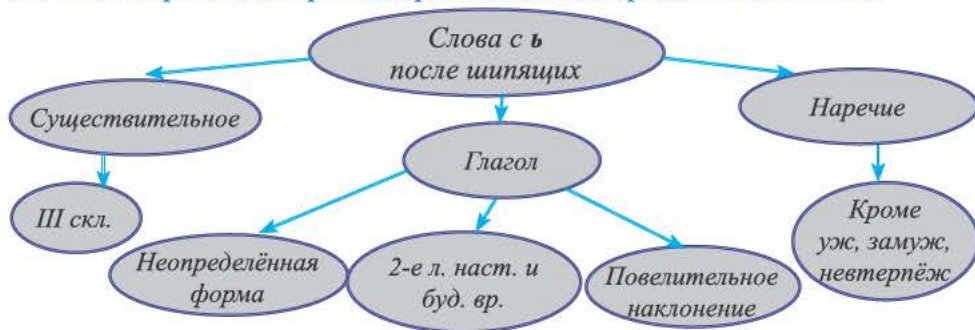 Слова с ь
после шипящих
Существительное
Глагол
Наречие
III скл.
Неопределённая
форма
2-е л. наст. и
буд. вр.
Повелительное
наклонение
Кроме
уж, замуж,
невтерпёж